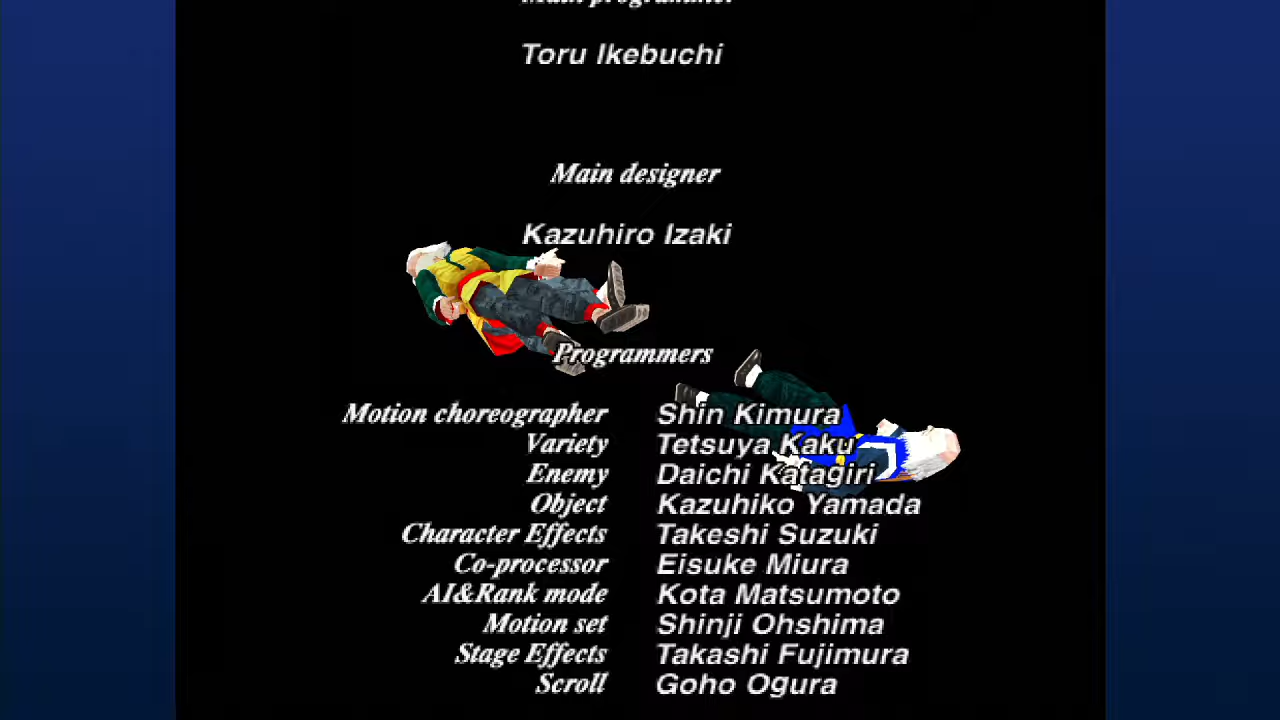 Main programmer
Toru Ikebuchi
Main designer
Kazuhiro Izaki
Programmers
Motion choreographer Shin Kimura
Variety Tetsuya Kaku
Enemy Daichi Katagiri
Object Kazuhiko Yamada
Character Effects Takeshi Suzuki
Co-processor Eisuke Miura
AI&Rank mode Kota Matsumoto
Motion set Shinji Ohshima
Stage Effects Takashi Fujimura
Scroll Goho Ogura